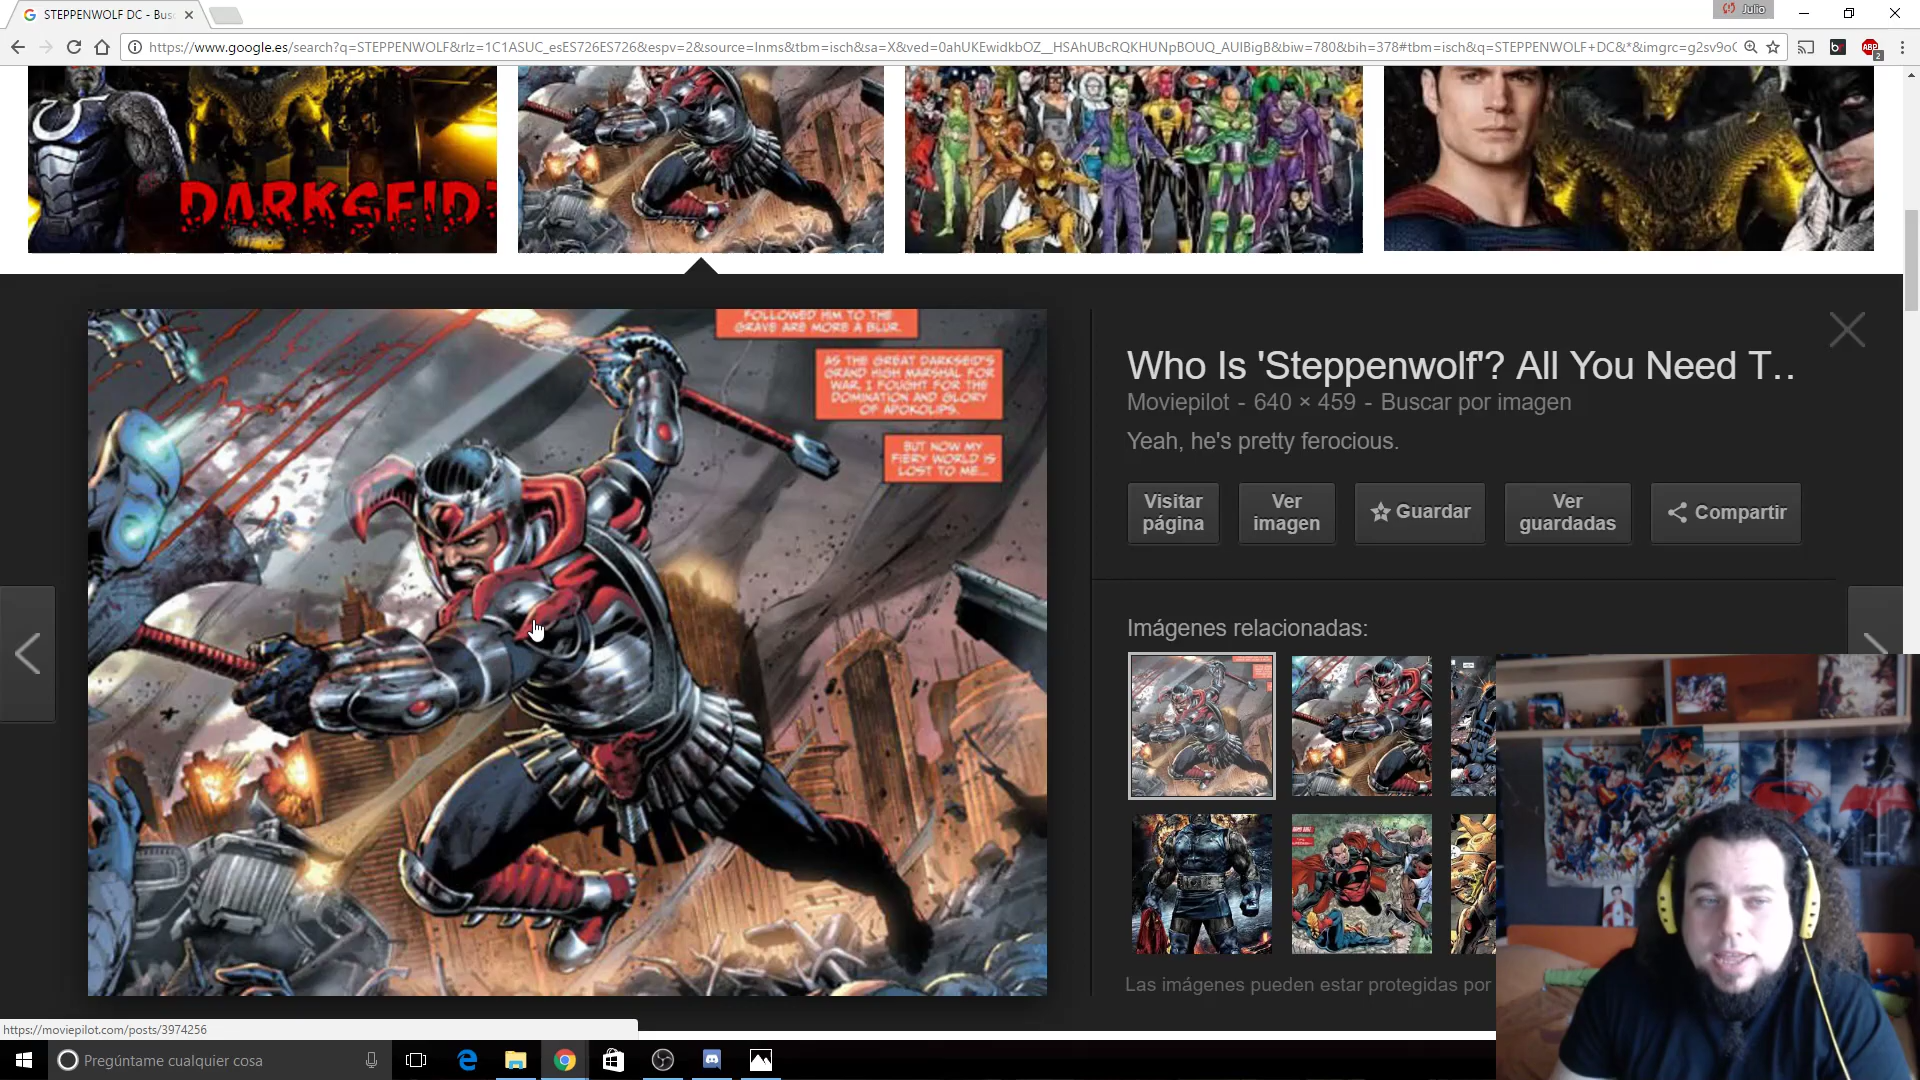 STEPPENWOLF DC - Bus
Julio
https://www.google.es/search?q=STEPPENWOLF&rlz=1C1ASUC_esES726ES726&espv=2&source=lnms&tbm=isch&sa=X&ved=0ahUKEwidkbOZ__HSAhUBcRQKHUNpBOUQ_AUIBigB&biw=780&bih=378#tbm=isch&q=STEPPENWOLF+DC&*&imgrc=g2sv9oC
ABP
2
DARKSEID
FOLLOWED HIM TO THE
GRAVE ARE MORE A BLUR.
AS THE GREAT DARKSEID'S
GRAND HIGH MARSHAL FOR
WAR, I FOUGHT FOR THE
DOMINATION AND GLORY
OF APOKOLIPS.
BUT NOW MY
FIERY WORLD IS
LOST TO ME...
Who Is 'Steppenwolf'? All You Need T..
Moviepilot - 640 × 459 - Buscar por imagen
Yeah, he's pretty ferocious.
Visitar
página
Ver
imagen
Guardar
Ver
guardadas
Compartir
Imágenes relacionadas:
Las imágenes pueden estar protegidas por
https://moviepilot.com/posts/3974256
Pregúntame cualquier cosa